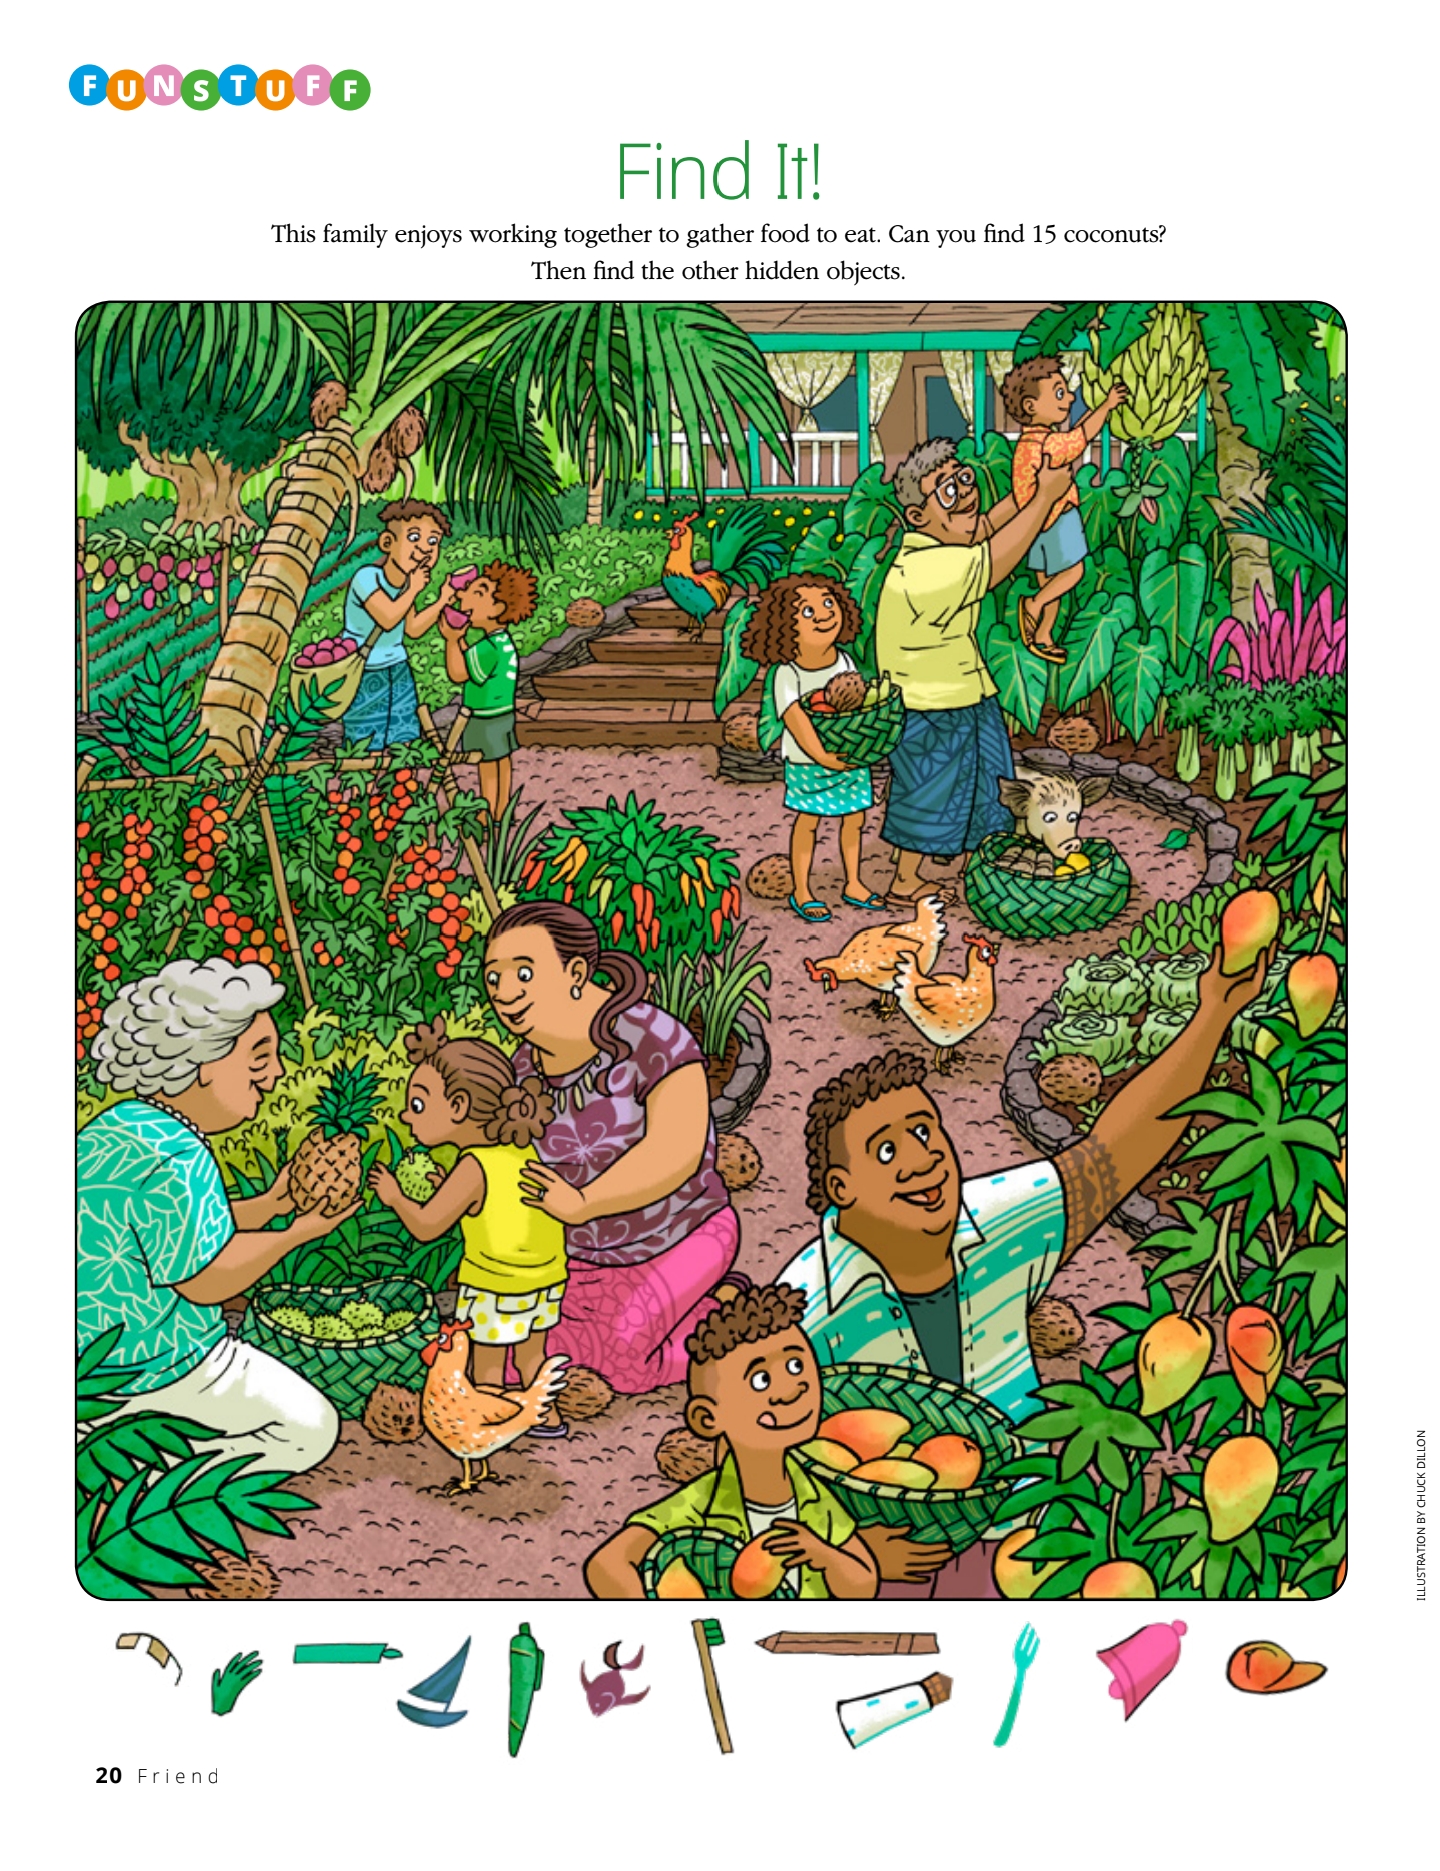 FUNSTUFF
Find It!
This family enjoys working together to gather food to eat. Can you find 15 coconuts?
Then find the other hidden objects.
ILLUSTRATION BY CHUCK DILLON
20 Friend